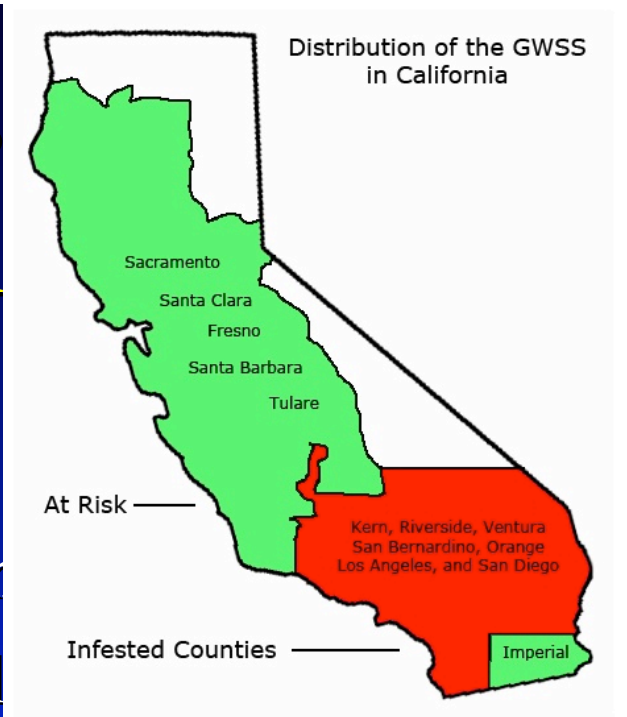 Distribution of the GWSS
in California
Sacramento
Santa Clara
Fresno
Santa Barbara
Tulare
At Risk
Kern, Riverside, Ventura
San Bernardino, Orange
Los Angeles, and San Diego
Infested Counties
Imperial